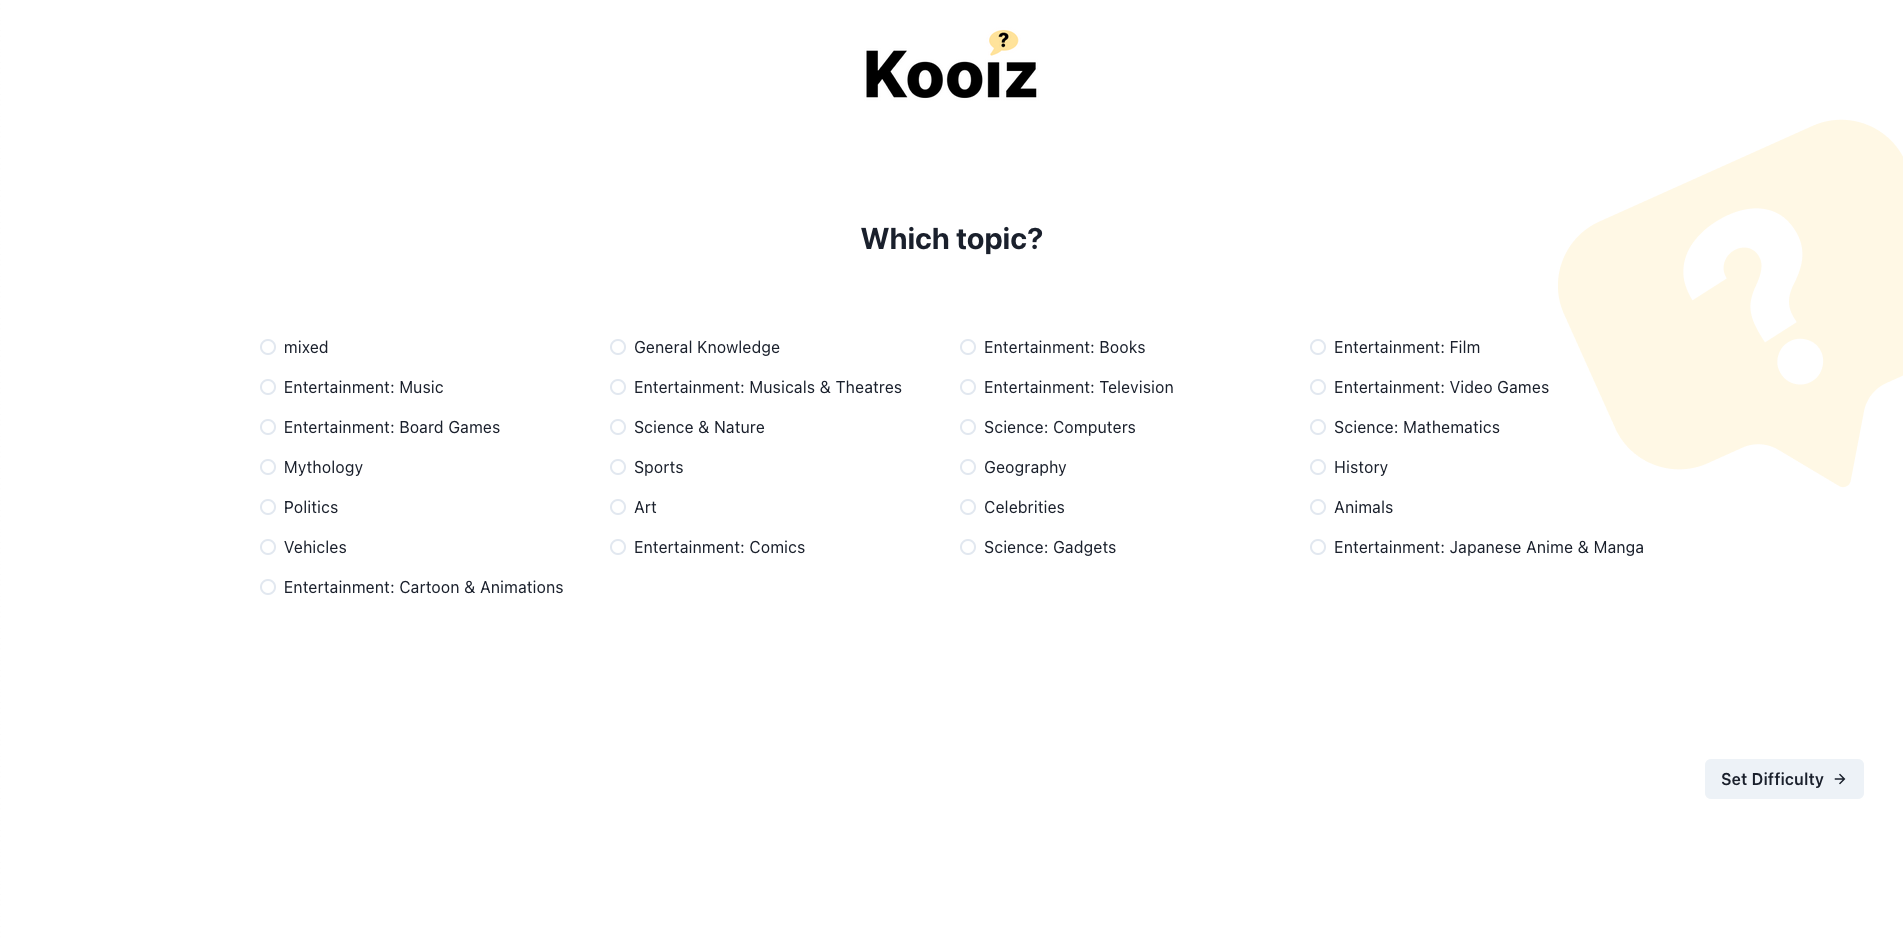 Kooiz
?
Which topic?
mixed
General Knowledge
Entertainment: Books
Entertainment: Film
Entertainment: Music
Entertainment: Musicals & Theatres
Entertainment: Television
Entertainment: Video Games
Entertainment: Board Games
Science & Nature
Science: Computers
Science: Mathematics
Mythology
Sports
Geography
History
Politics
Art
Celebrities
Animals
Vehicles
Entertainment: Comics
Science: Gadgets
Entertainment: Japanese Anime & Manga
Entertainment: Cartoon & Animations
?
Set Difficulty →